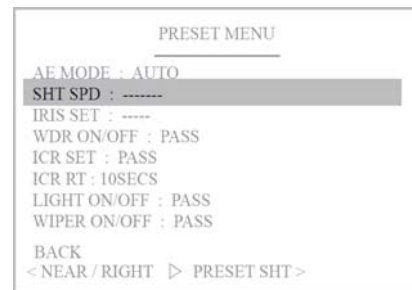 PRESET MENU
AE MODE : AUTO
SHT SPD : -------
IRIS SET : -----
WDR ON/OFF : PASS
ICR SET : PASS
ICR RT : 10SECS
LIGHT ON/OFF : PASS
WIPER ON/OFF : PASS
BACK
< NEAR / RIGHT ▷ PRESET SHT >